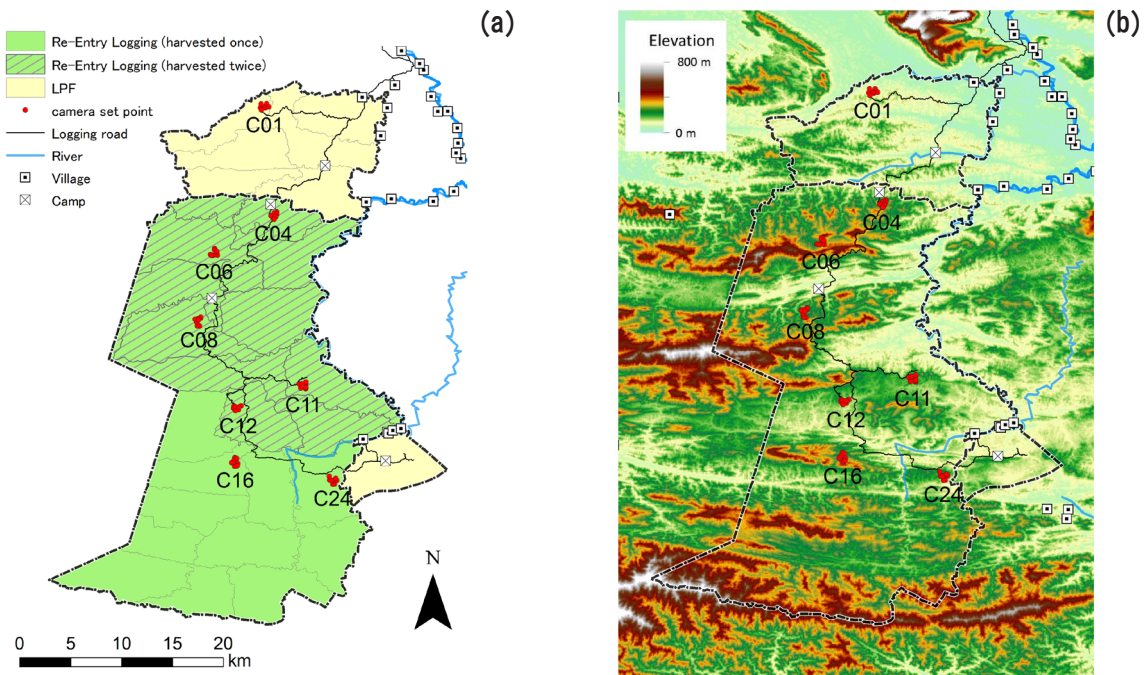 (a)
Re-Entry Logging (harvested once)
Re-Entry Logging (harvested twice)
LPF
camera set point
Logging road
River
Village
Camp
C01
C04
C06
C08
C11
C12
C16
C24
N
0 5 10 15 20
km
(b)
Elevation
800 m
0 m
C01
C04
C06
C08
C11
C12
C16
C24